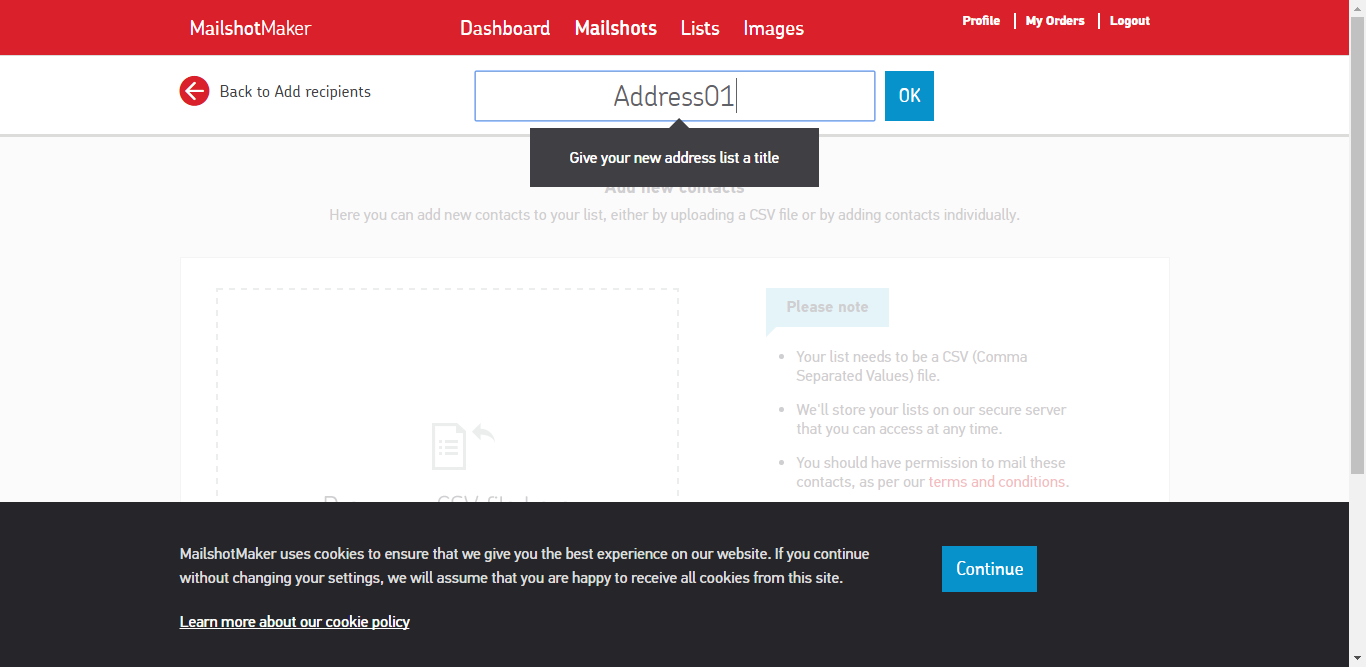 MailshotMaker
Dashboard Mailshots Lists Images
Profile My Orders Logout
Back to Add recipients
Address01
OK
Give your new address list a title
Add new contacts
Here you can add new contacts to your list, either by uploading a CSV file or by adding contacts individually.
Please note
Your list needs to be a CSV (Comma
Separated Values) file.
We'll store your lists on our secure server
that you can access at any time.
You should have permission to mail these
contacts, as per our terms and conditions.
CSV file
MailshotMaker uses cookies to ensure that we give you the best experience on our website. If you continue
without changing your settings, we will assume that you are happy to receive all cookies from this site.
Continue
Learn more about our cookie policy